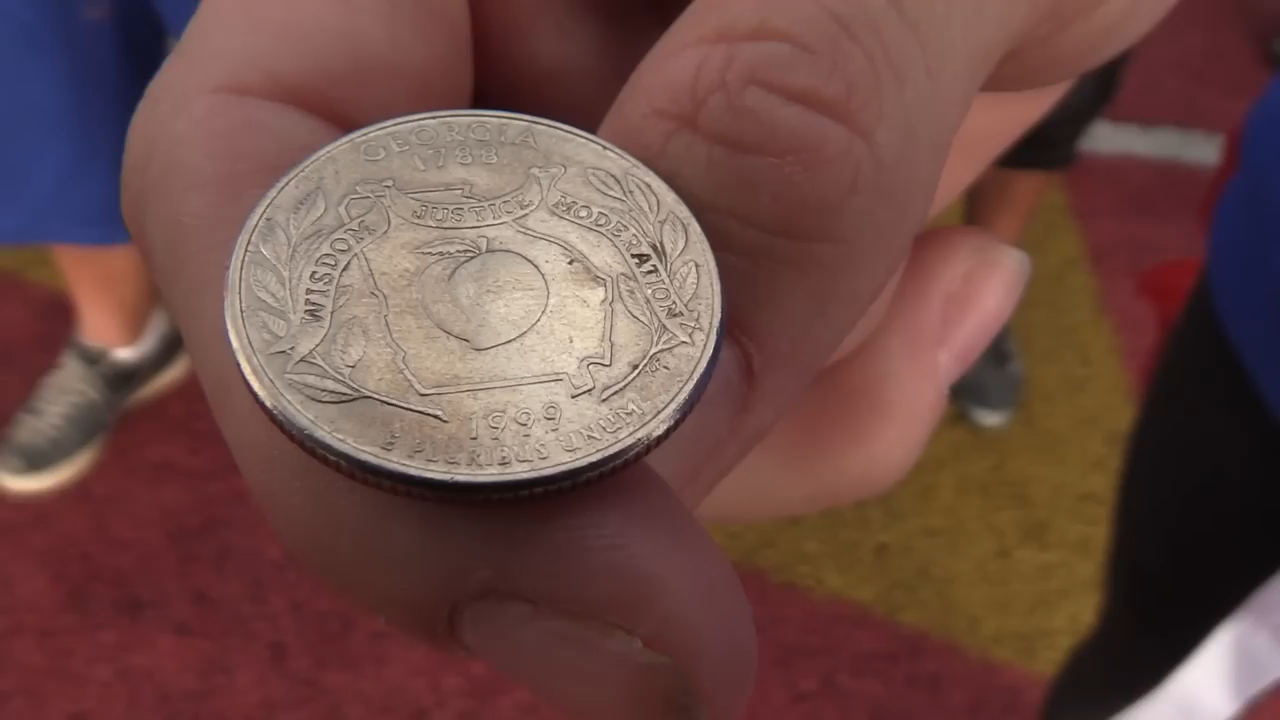 GEORGIA
1788
WISDOM
JUSTICE
MODERATION
1999
E PLURIBUS UNUM